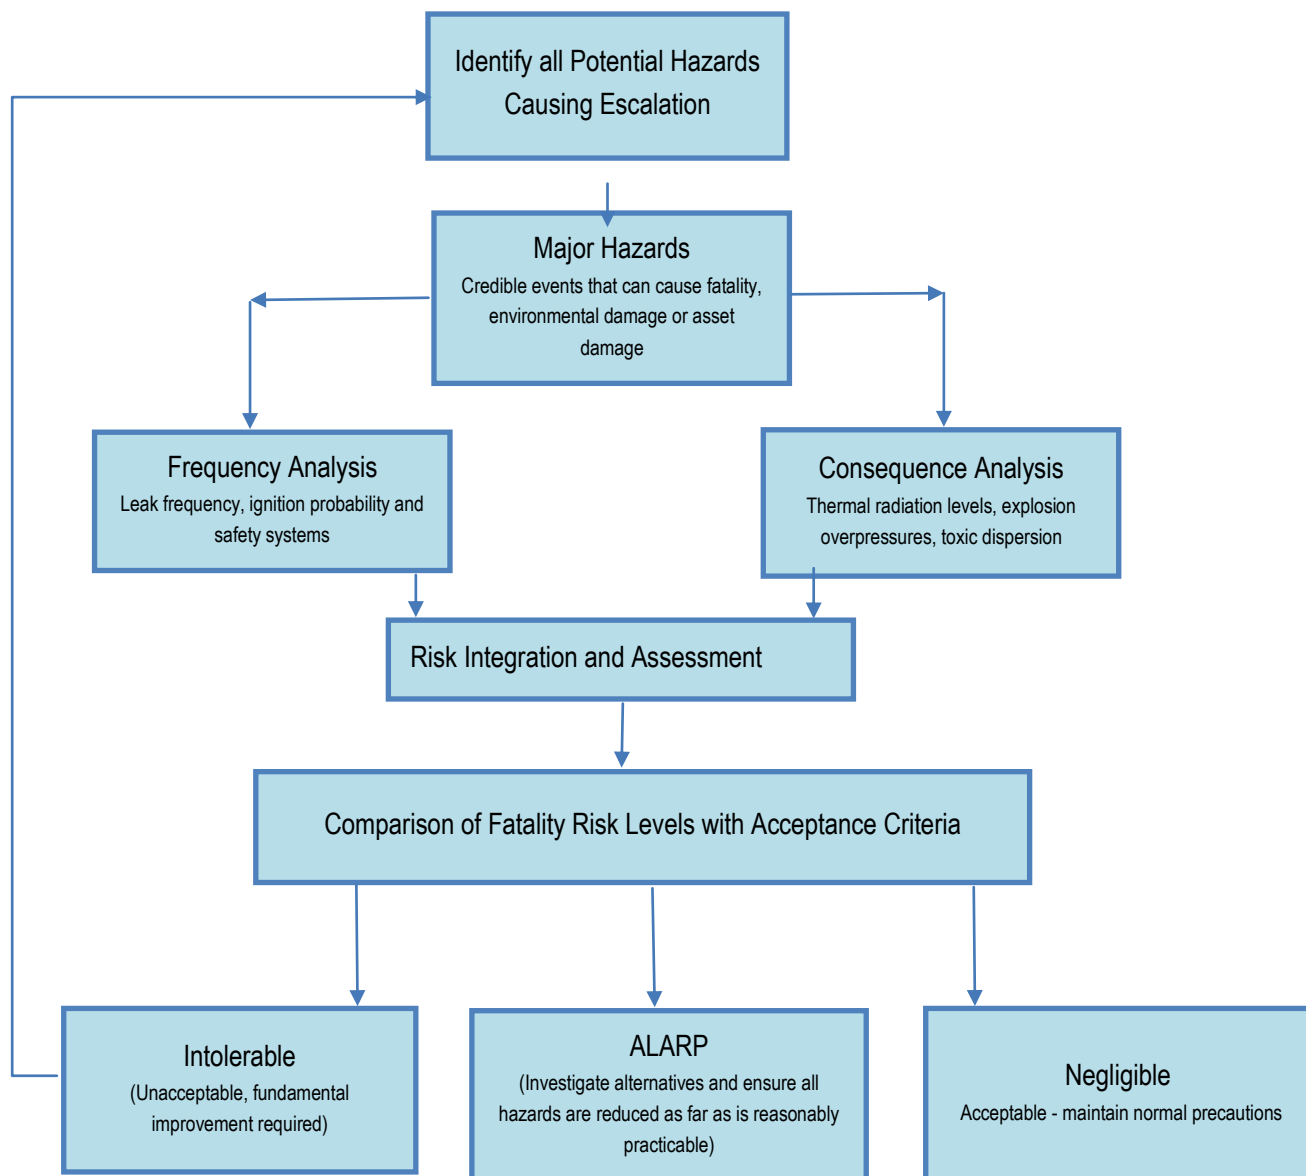 Identify all Potential Hazards
Causing Escalation
Major Hazards
Credible events that can cause fatality,
environmental damage or asset
damage
Frequency Analysis
Leak frequency, ignition probability and
safety systems
Consequence Analysis
Thermal radiation levels, explosion
overpressures, toxic dispersion
Risk Integration and Assessment
Comparison of Fatality Risk Levels with Acceptance Criteria
Intolerable
(Unacceptable, fundamental
improvement required)
ALARP
(Investigate alternatives and ensure all
hazards are reduced as far as is reasonably
practicable)
Negligible
Acceptable - maintain normal precautions